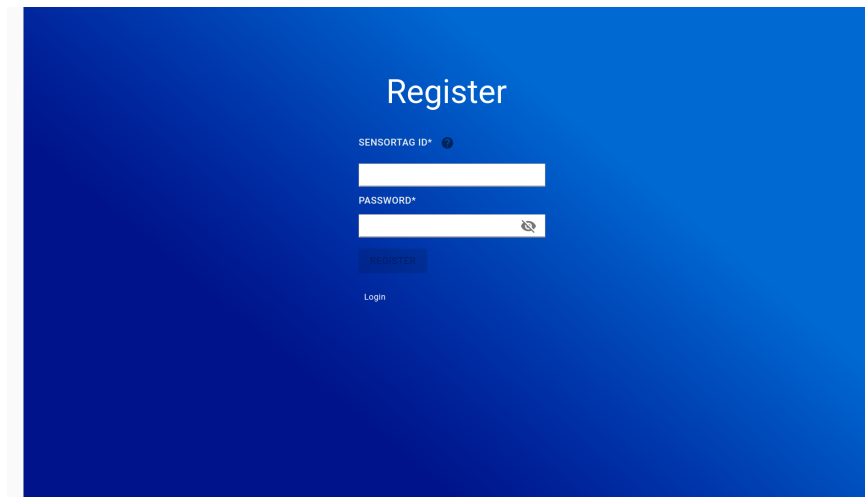 Register
SENSORTAG ID* ?
PASSWORD*
REGISTER
Login